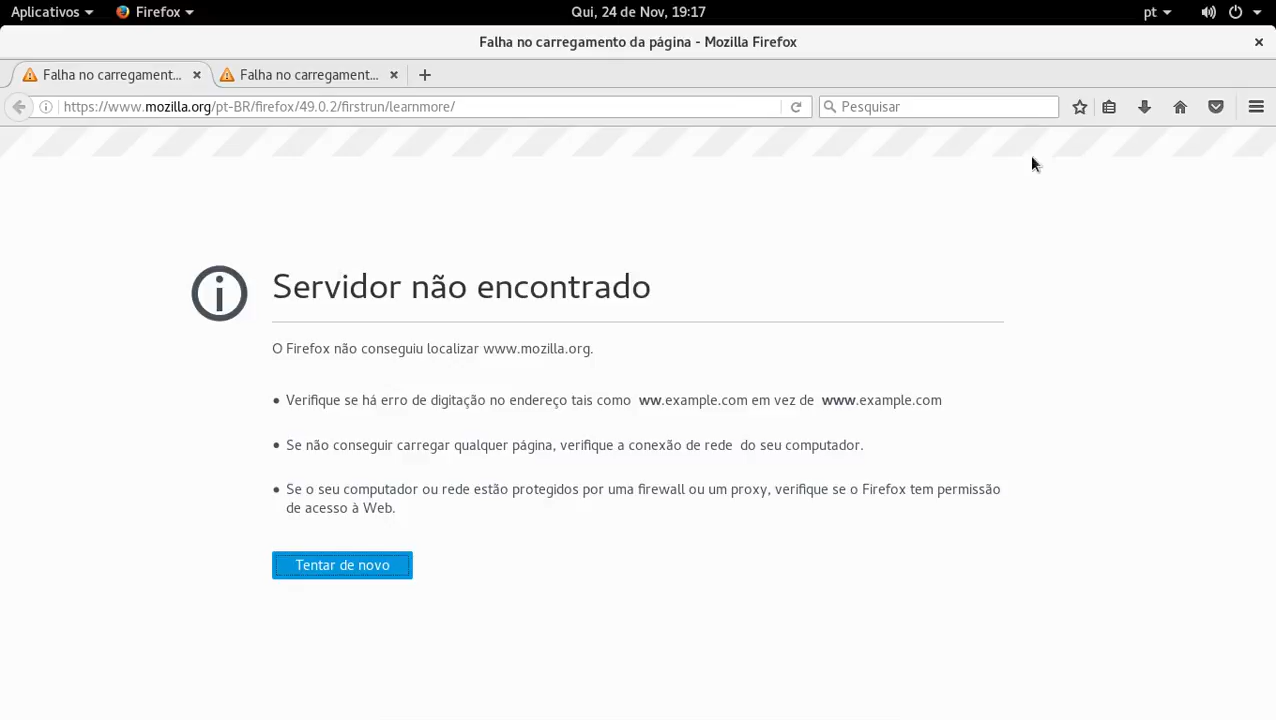 Aplicativos
Firefox
Qui, 24 de Nov, 19:17
pt
Falha no carregamento da página - Mozilla Firefox
Falha no carregament...
Falha no carregament...
https://www.mozilla.org/pt-BR/firefox/49.0.2/firstrun/learnmore/
Pesquisar
Servidor não encontrado
O Firefox não conseguiu localizar www.mozilla.org.
Verifique se há erro de digitação no endereço tais como ww.example.com em vez de www.example.com
Se não conseguir carregar qualquer página, verifique a conexão de rede do seu computador.
Se o seu computador ou rede estão protegidos por uma firewall ou um proxy, verifique se o Firefox tem permissão
de acesso à Web.
Tentar de novo